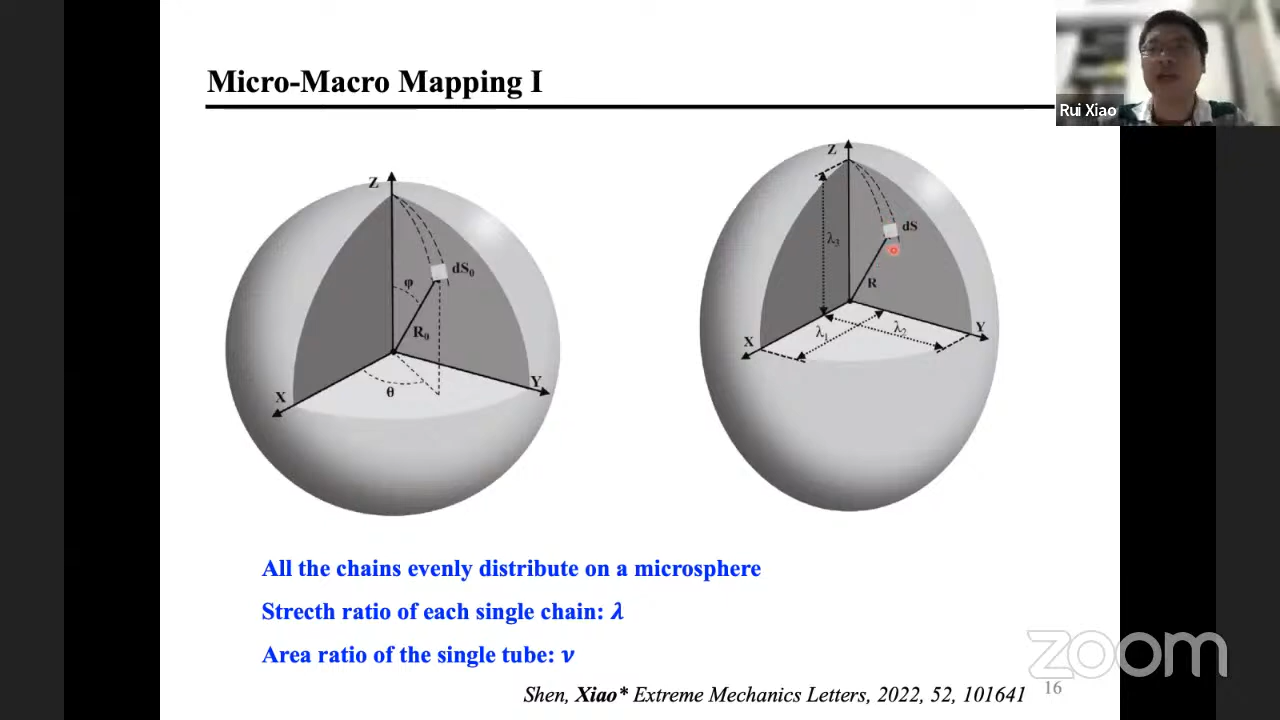 Micro-Macro Mapping I
Rui Xiao
Z
dS₀
φ
R₀
X
Y
θ
Z
dS
λ₃
R
λ₁
λ₂
X
Y
All the chains evenly distribute on a microsphere
Strecth ratio of each single chain: λ
Area ratio of the single tube: ν
Shen, Xiao* Extreme Mechanics Letters, 2022, 52, 101641
16
zoom